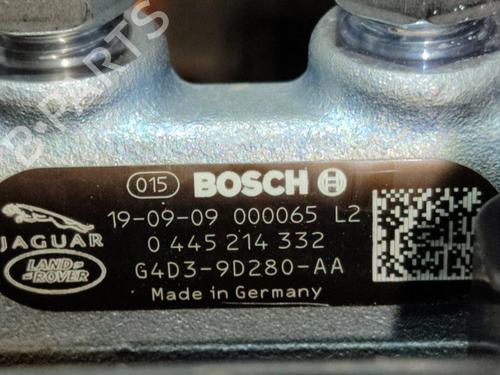 B-PARTS
015 BOSCH
19-09-09 000065 L2
JAGUAR
0 445 214 332
LAND-
ROVER
G4D3-9D280-AA
Made in Germany